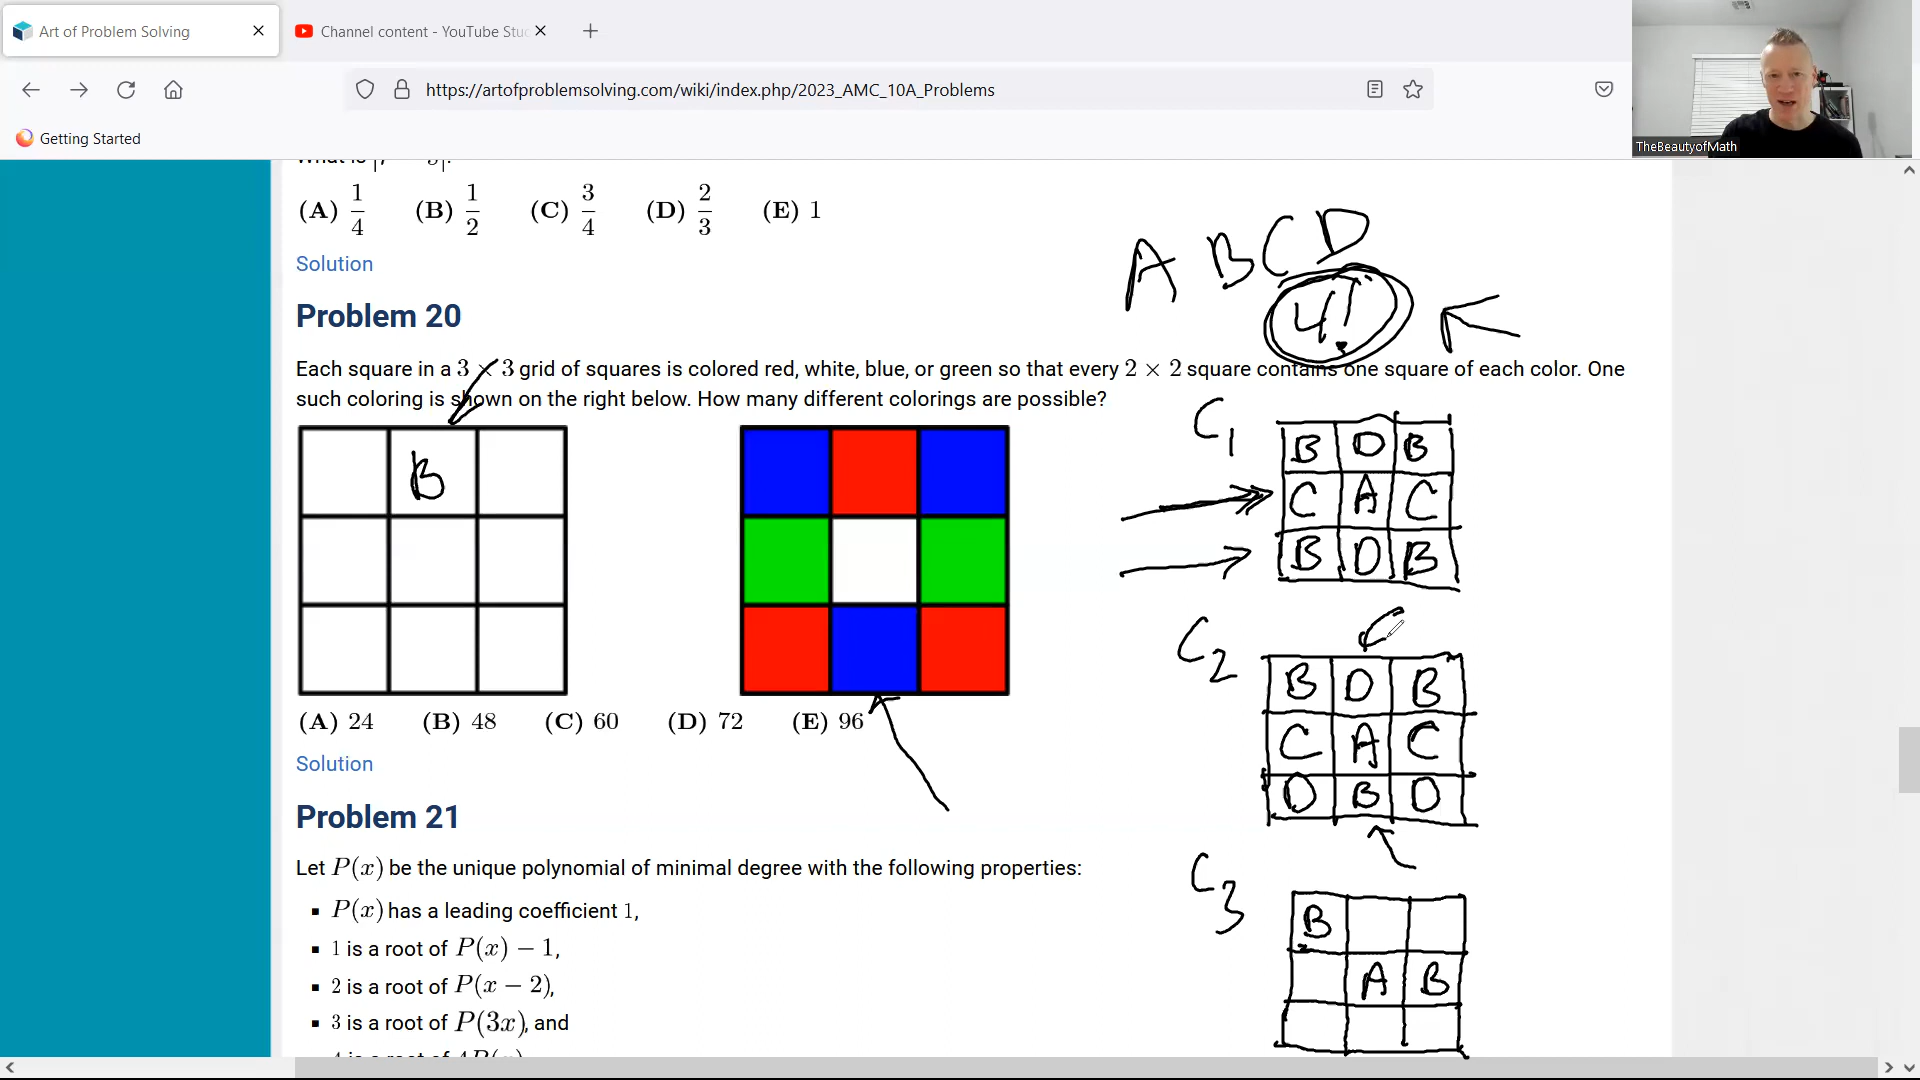 Art of Problem Solving
Channel content - YouTube Stu
https://artofproblemsolving.com/wiki/index.php/2023_AMC_10A_Problems
Getting Started
TheBeautyofMath
(A) 1/4 (B) 1/2 (C) 3/4 (D) 2/3 (E) 1
Solution
A B C D
4!
Problem 20
Each square in a 3 × 3 grid of squares is colored red, white, blue, or green so that every 2 × 2 square contains one square of each color. One
such coloring is shown on the right below. How many different colorings are possible?
B
C1
B D B
C A C
B D B
C2
B D B
C A C
D B D
(A) 24 (B) 48 (C) 60 (D) 72 (E) 96
Solution
Problem 21
Let P(x) be the unique polynomial of minimal degree with the following properties:
▪ P(x) has a leading coefficient 1,
▪ 1 is a root of P(x) − 1,
▪ 2 is a root of P(x − 2),
▪ 3 is a root of P(3x), and
C3
B
A B